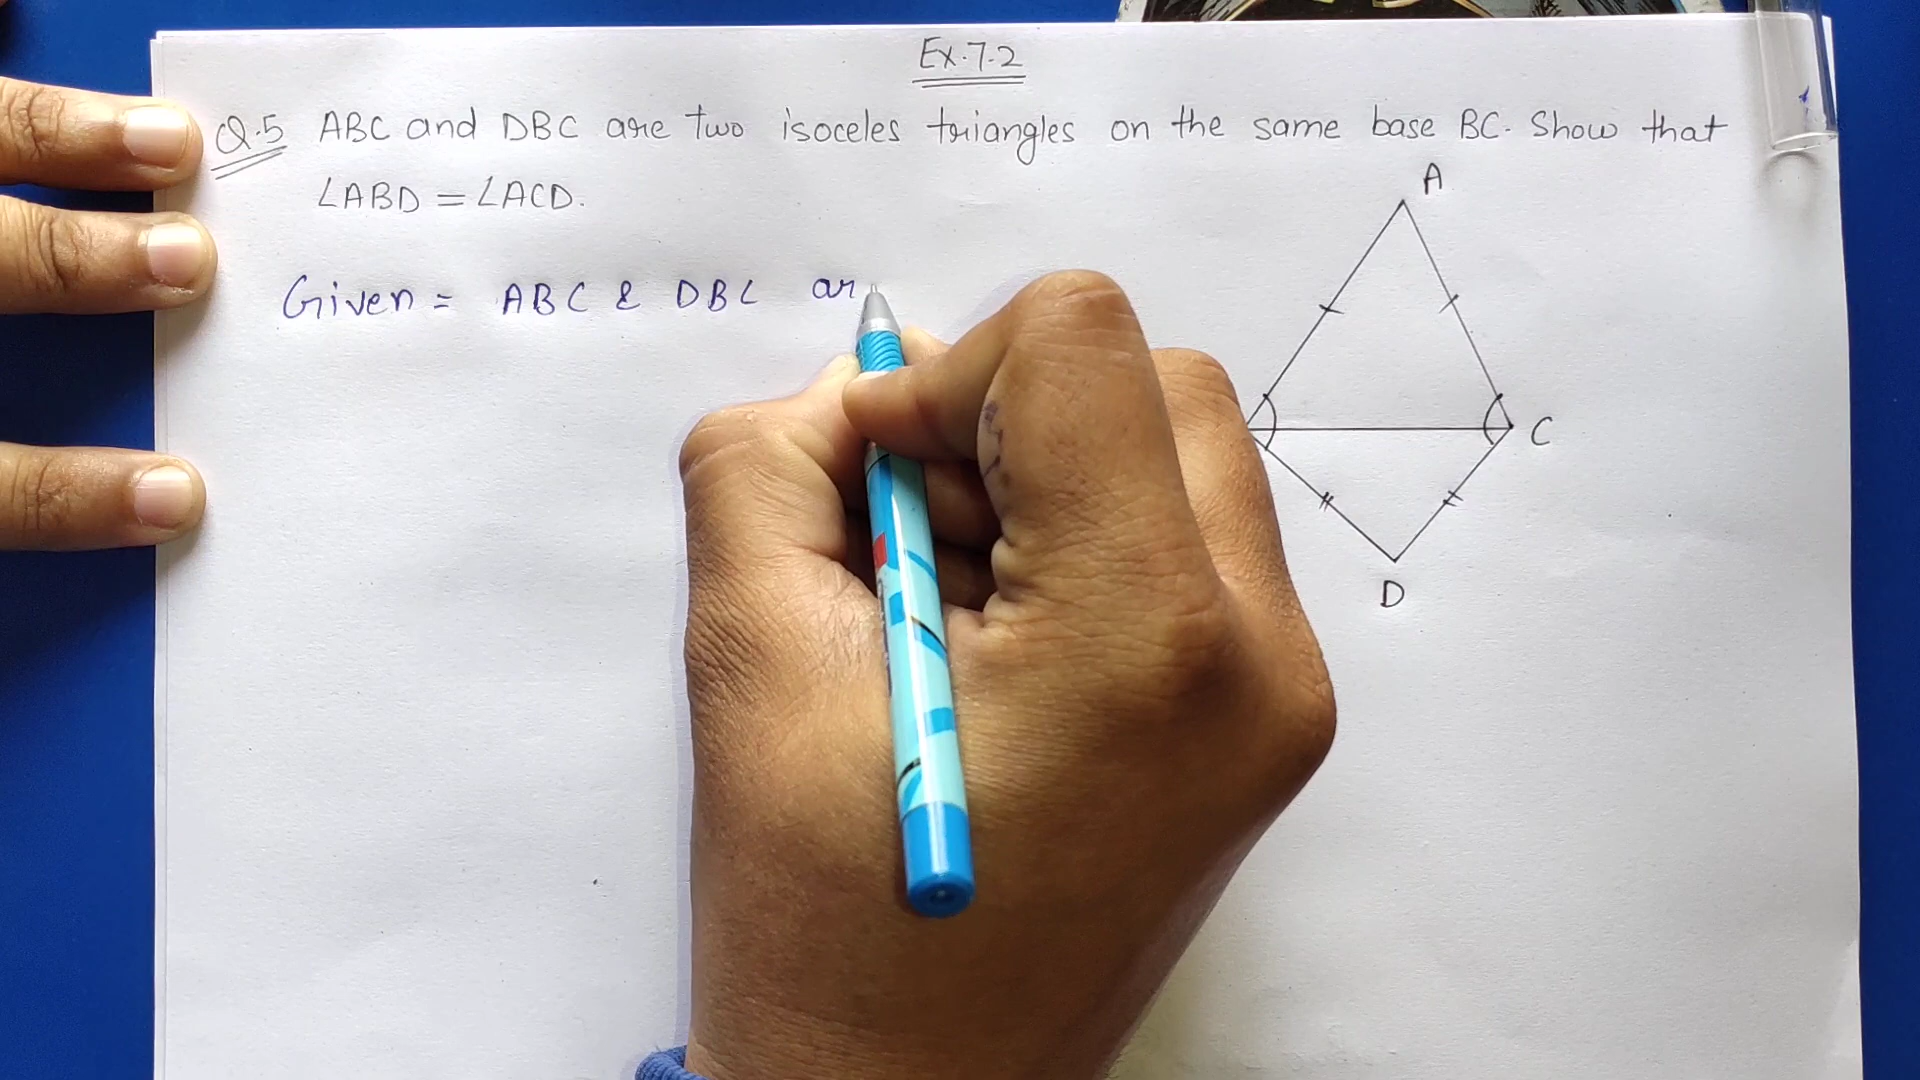 Ex.7.2
Q.5 ABC and DBC are two isoceles triangles on the same base BC. Show that
∠ABD = ∠ACD.
A
Given = ABC & DBC ar
C
D